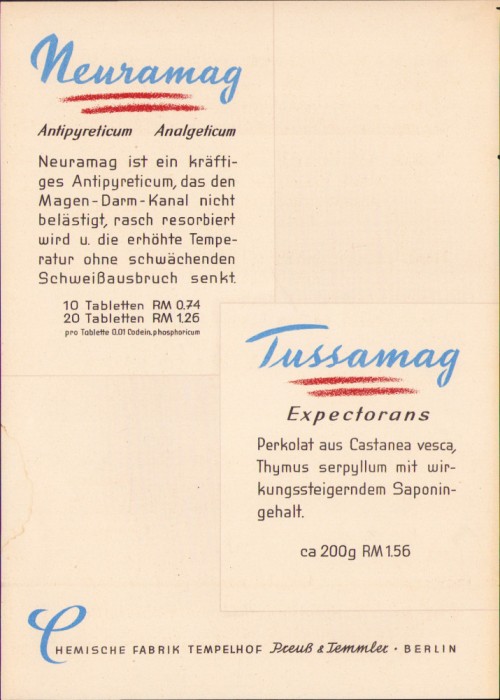 Neuramag
Antipyreticum Analgeticum
Neuramag ist ein kräfti-
ges Antipyreticum, das den
Magen-Darm-Kanal nicht
belästigt, rasch resorbiert
wird u. die erhöhte Tempe-
ratur ohne schwächenden
Schweißausbruch senkt.
10 Tabletten RM 0.74
20 Tabletten RM 1,26
pro Tablette 0,01 Codein, phosphoricum
Tussamag
Expectorans
Perkolat aus Castanea vesca,
Thymus serpyllum mit wir-
kungssteigerndem Saponin-
gehalt.
ca 200g RM 1.56
CHEMISCHE FABRIK TEMPELHOF Preuß & Temmler · BERLIN